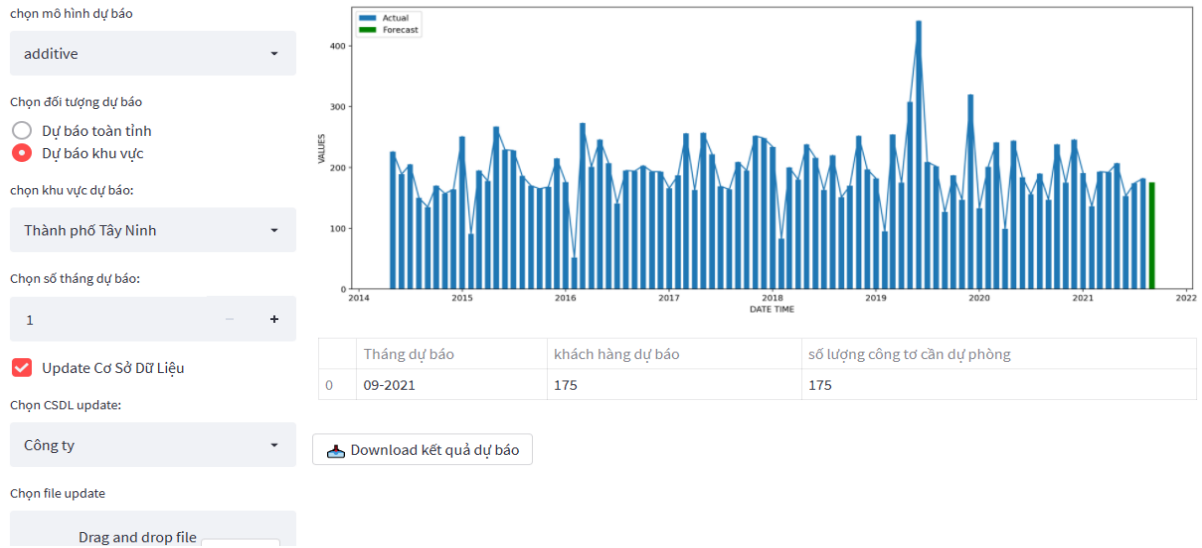 chọn mô hình dự báo
additive
Chọn đối tượng dự báo
Dự báo toàn tỉnh
Dự báo khu vực
chọn khu vực dự báo:
Thành phố Tây Ninh
Chọn số tháng dự báo:
1
− +
Update Cơ Sở Dữ Liệu
Chọn CSDL update:
Công ty
Chọn file update
Drag and drop file
Actual
Forecast
400
300
200
100
0
VALUES
2014 2015 2016 2017 2018 2019 2020 2021 2022
DATE TIME
Tháng dự báo khách hàng dự báo số lượng công tơ cần dự phòng
0 09-2021 175 175
Download kết quả dự báo